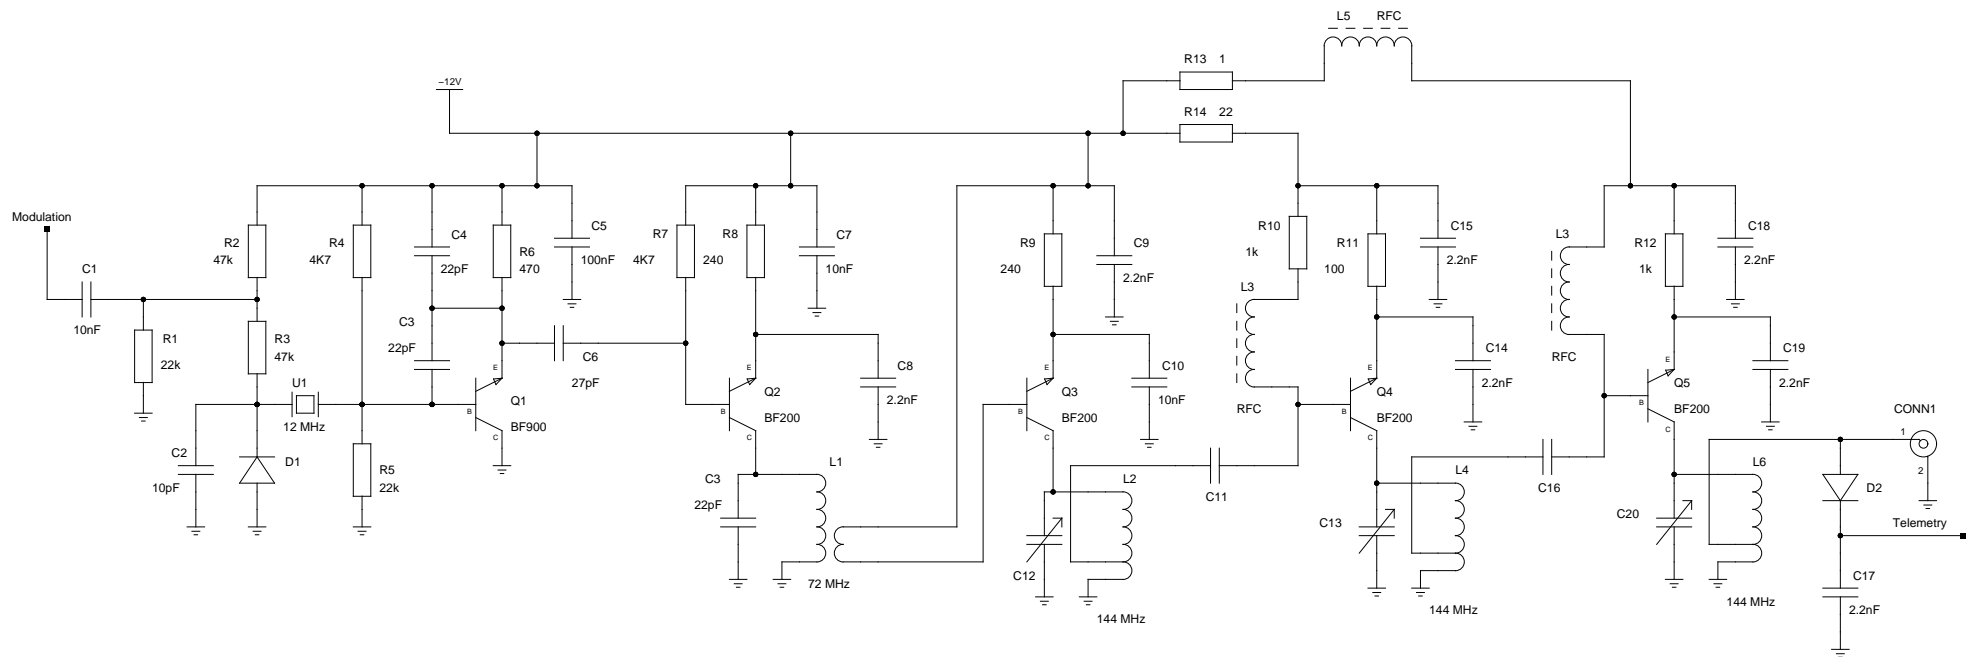 L5 RFC
R13 1
−12V
R14 22
Modulation
C1
10nF
R1
22k
R2
47k
R3
47k
U1
12 MHz
C2
10pF
D1
R4
4K7
R5
22k
C4
22pF
C3
22pF
R6
470
C5
100nF
E
B
C
Q1
BF900
C6
27pF
R7
4K7
R8
240
C7
10nF
C8
2.2nF
E
B
C
Q2
BF200
C3
22pF
L1
72 MHz
R9
240
C9
2.2nF
C10
10nF
E
B
C
Q3
BF200
C12
L2
144 MHz
C11
R10
1k
L3
RFC
R11
100
C15
2.2nF
C14
2.2nF
E
B
C
Q4
BF200
C13
L4
144 MHz
C16
L3
RFC
R12
1k
C18
2.2nF
C19
2.2nF
E
B
C
Q5
BF200
C20
L6
144 MHz
CONN1
1
2
D2
Telemetry
C17
2.2nF